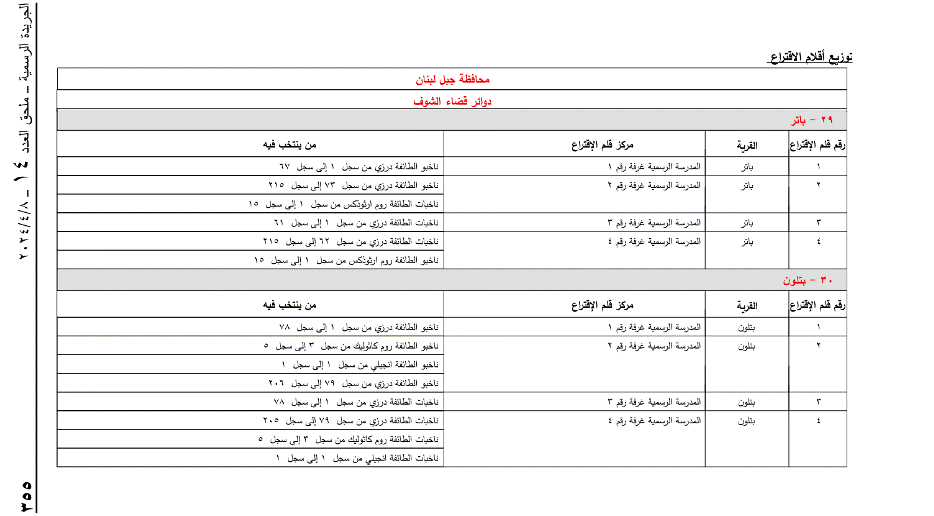 الجريدة الرسمية – ملحق العدد ١٤ – ٢٠٢٤/٤/٨
توزيع أقلام الاقتراع
محافظة جبل لبنان
دوائر قضاء الشوف
٢٩ - باتر
رقم قلم الإقتراع القرية مركز قلم الإقتراع من ينتخب فيه
١ باتر المدرسة الرسمية غرفة رقم ١ ناخبو الطائفة درزي من سجل ١ إلى سجل ٦٧
٢ باتر المدرسة الرسمية غرفة رقم ٢ ناخبو الطائفة درزي من سجل ٧٣ إلى سجل ٢١٥
ناخبات الطائفة روم ارثوذكس من سجل ١ إلى سجل ١٥
٣ باتر المدرسة الرسمية غرفة رقم ٣ ناخبات الطائفة درزي من سجل ١ إلى سجل ٦١
٤ باتر المدرسة الرسمية غرفة رقم ٤ ناخبات الطائفة درزي من سجل ٦٢ إلى سجل ٢١٥
ناخبو الطائفة روم ارثوذكس من سجل ١ إلى سجل ١٥
٣٠ - بتلون
رقم قلم الإقتراع القرية مركز قلم الإقتراع من ينتخب فيه
١ بتلون المدرسة الرسمية غرفة رقم ١ ناخبو الطائفة درزي من سجل ١ إلى سجل ٧٨
٢ بتلون المدرسة الرسمية غرفة رقم ٢ ناخبو الطائفة روم كاثوليك من سجل ٣ إلى سجل ٥
ناخبو الطائفة انجيلي من سجل ١ إلى سجل ١
ناخبو الطائفة درزي من سجل ٧٩ إلى سجل ٢٠٦
٣ بتلون المدرسة الرسمية غرفة رقم ٣ ناخبات الطائفة درزي من سجل ١ إلى سجل ٧٨
٤ بتلون المدرسة الرسمية غرفة رقم ٤ ناخبات الطائفة درزي من سجل ٧٩ إلى سجل ٢٠٥
ناخبات الطائفة روم كاثوليك من سجل ٣ إلى سجل ٥
ناخبات الطائفة انجيلي من سجل ١ إلى سجل ١
٣٥٥